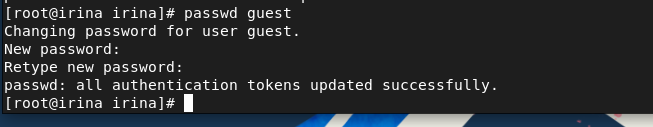 [root@irina irina]# passwd guest
Changing password for user guest.
New password:
Retype new password:
passwd: all authentication tokens updated successfully.
[root@irina irina]#